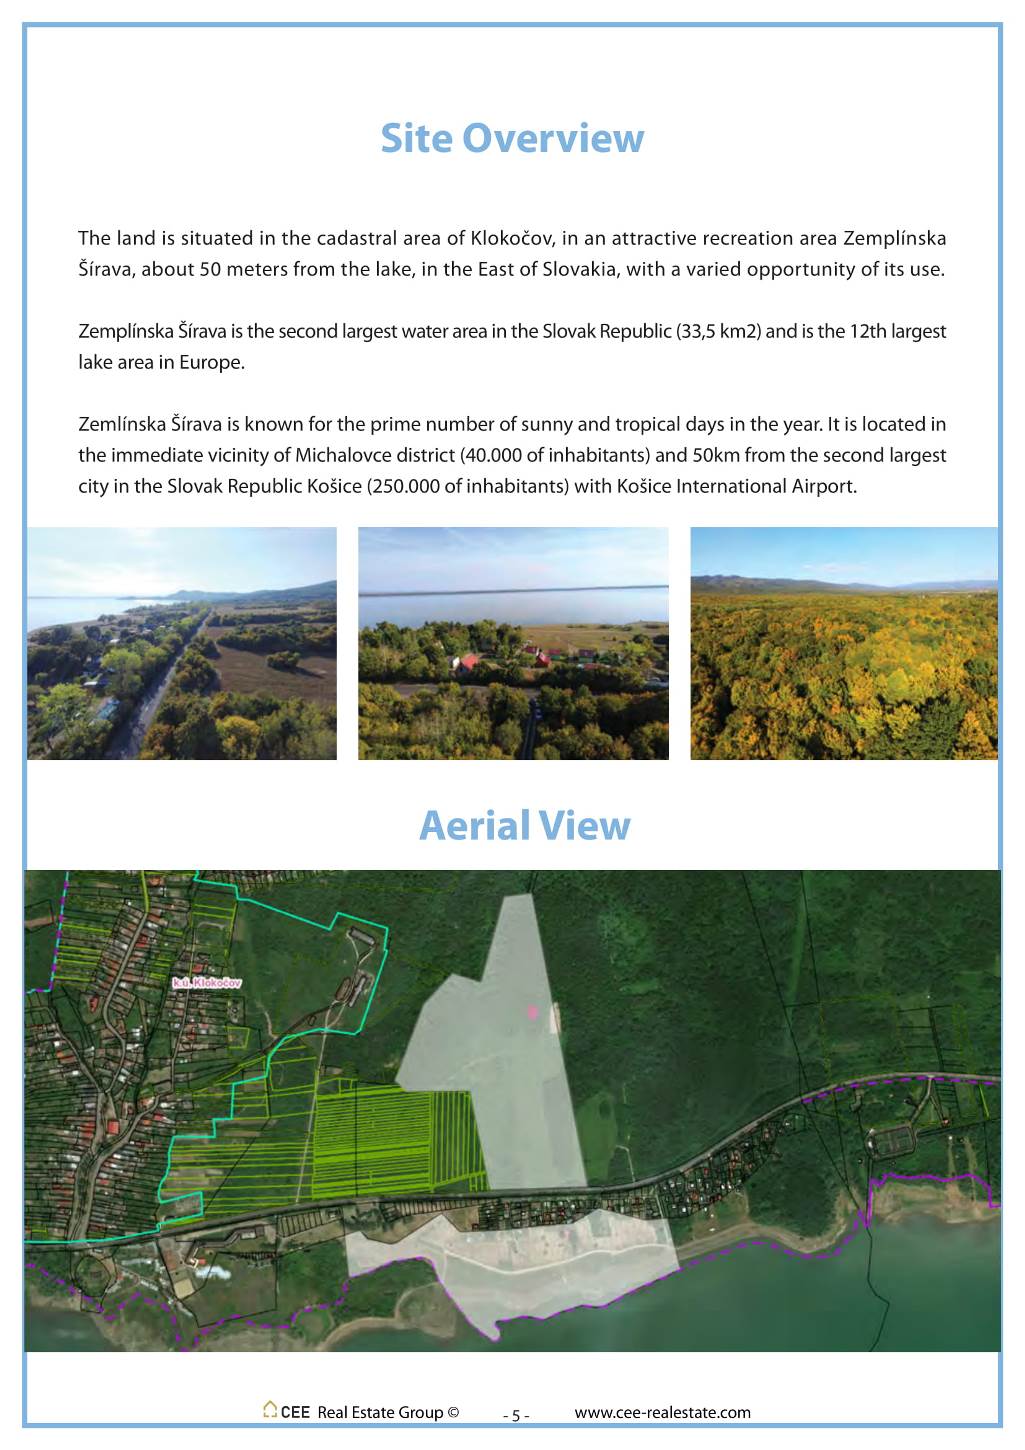 Site Overview
The land is situated in the cadastral area of Klokočov, in an attractive recreation area Zemplínska
Šírava, about 50 meters from the lake, in the East of Slovakia, with a varied opportunity of its use.
Zemplínska Šírava is the second largest water area in the Slovak Republic (33,5 km2) and is the 12th largest
lake area in Europe.
Zemlínska Šírava is known for the prime number of sunny and tropical days in the year. It is located in
the immediate vicinity of Michalovce district (40.000 of inhabitants) and 50km from the second largest
city in the Slovak Republic Košice (250.000 of inhabitants) with Košice International Airport.
Aerial View
k.ú. Klokočov
CEE Real Estate Group © - 5 - www.cee-realestate.com